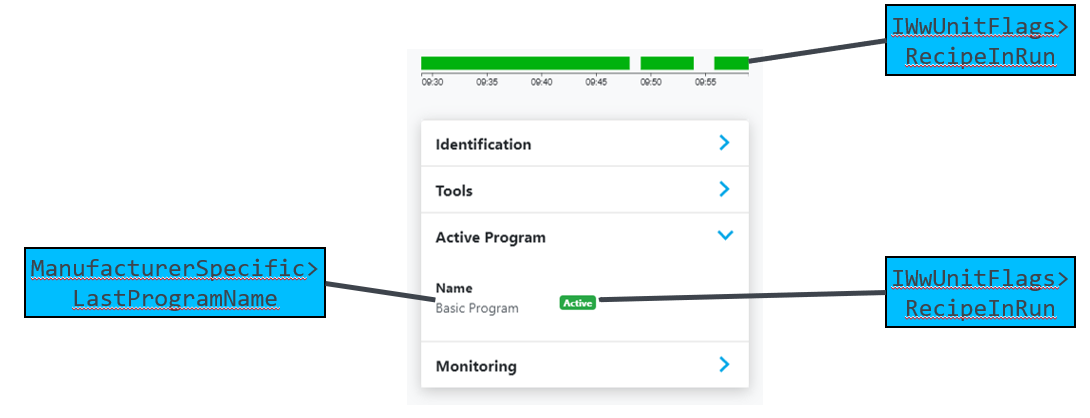 IWwUnitFlags>
RecipeInRun
09:30 09:35 09:40 09:45 09:50 09:55
Identification
Tools
Active Program
ManufacturerSpecific>
LastProgramName
Name
Basic Program Active
IWwUnitFlags>
RecipeInRun
Monitoring